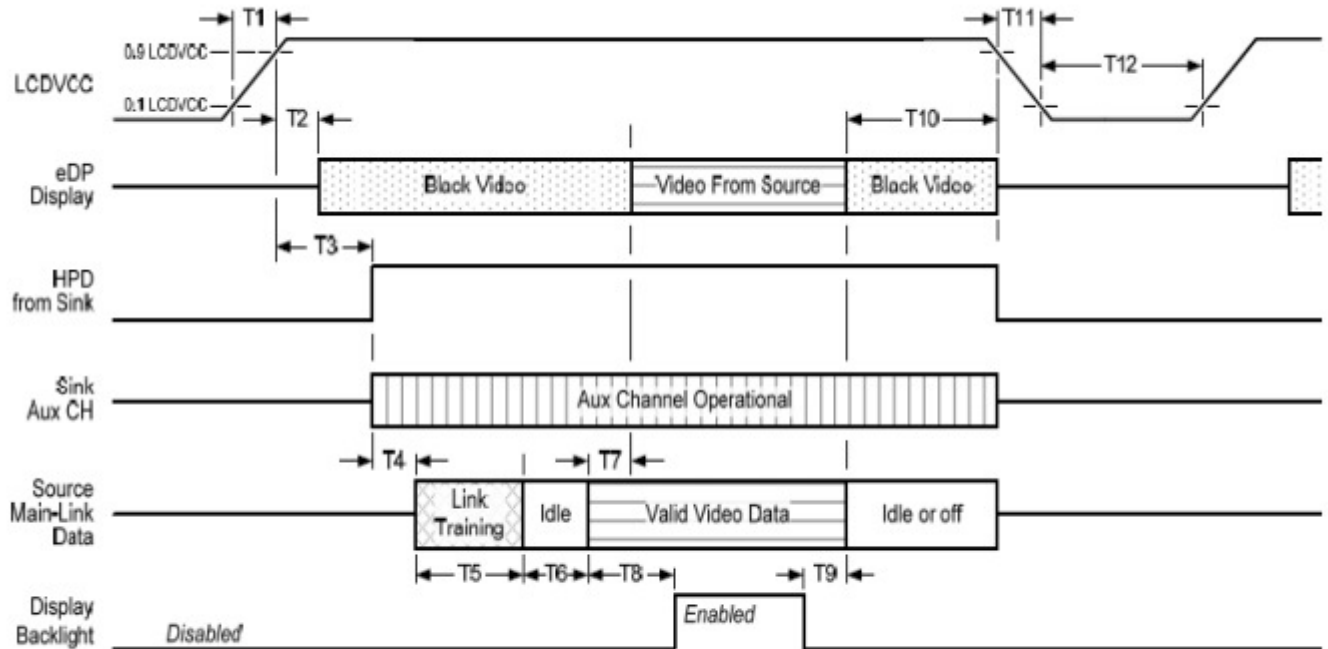 T1
T11
0.9 LCDVCC
LCDVCC
T12
0.1 LCDVCC
T2
T10
eDP
Display
Black Video
Video From Source
Black Video
T3
HPD
from Sink
Sink
Aux CH
Aux Channel Operational
T4
T7
Source
Main-Link
Data
Link
Training
Idle
Valid Video Data
Idle or off
T5
T6
T8
T9
Display
Backlight
Disabled
Enabled